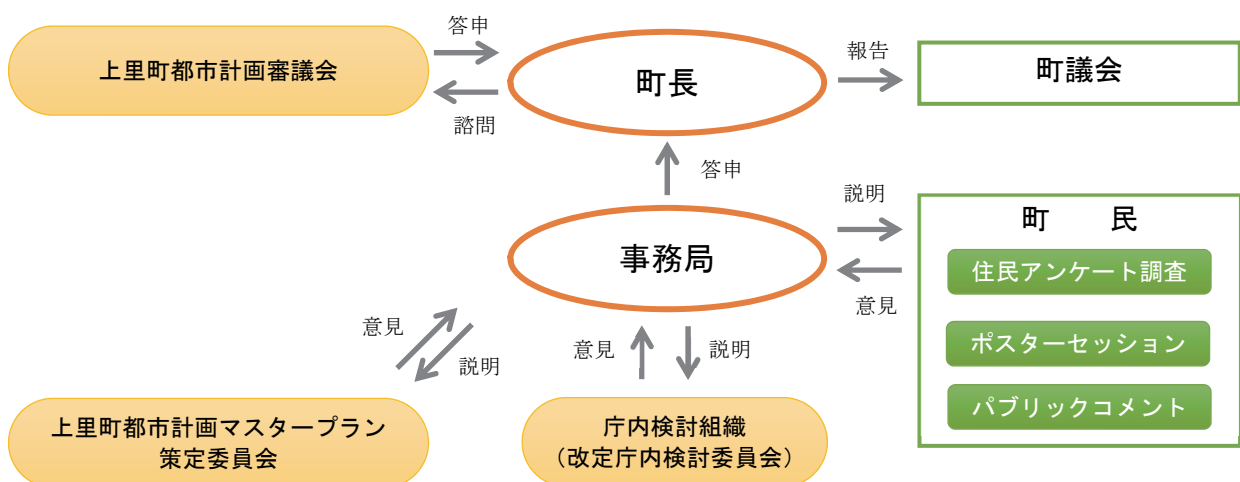 答申
上里町都市計画審議会
諮問
町長
報告
町議会
答申
事務局
説明
意見
町　　民
住民アンケート調査
ポスターセッション
パブリックコメント
意見
説明
意見
説明
上里町都市計画マスタープラン
策定委員会
庁内検討組織
（改定庁内検討委員会）